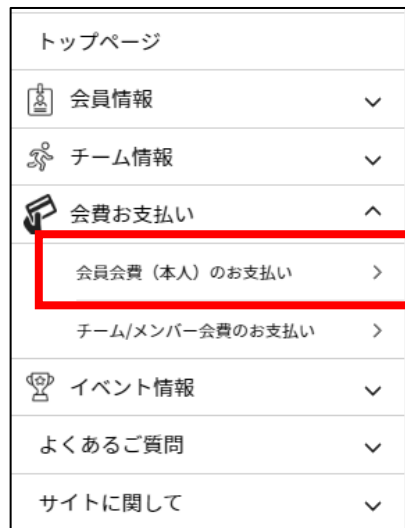 トップページ
会員情報
チーム情報
会費お支払い
会員会費（本人）のお支払い
チーム/メンバー会費のお支払い
イベント情報
よくあるご質問
サイトに関して